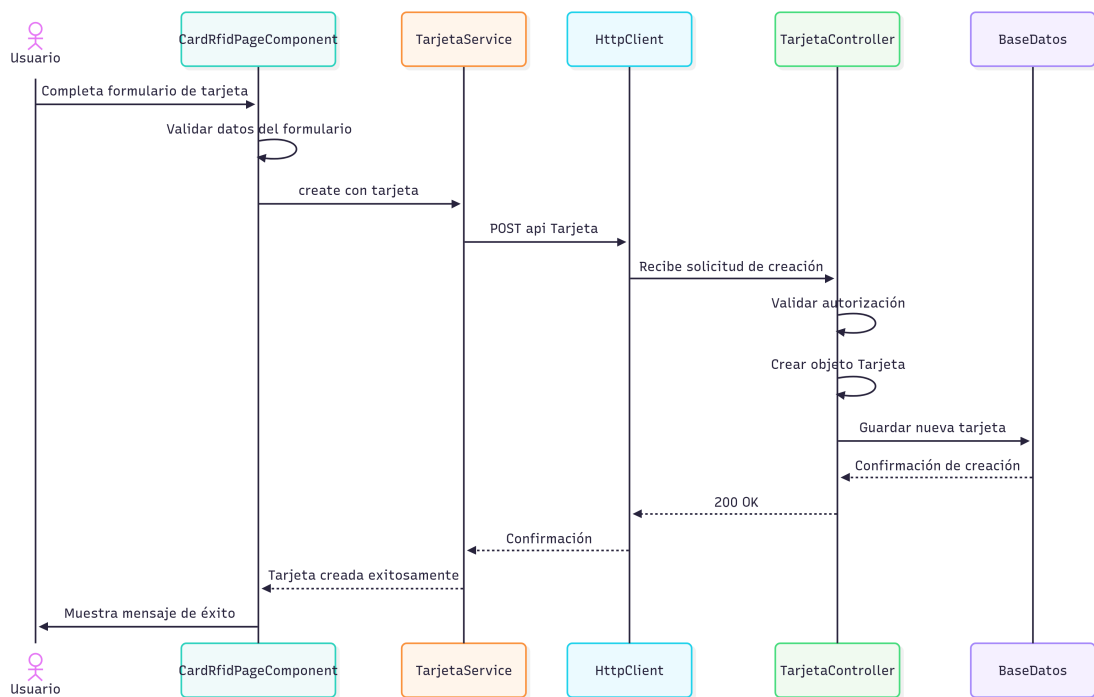 Usuario
CardRfidPageComponent
TarjetaService
HttpClient
TarjetaController
BaseDatos
Completa formulario de tarjeta
Validar datos del formulario
create con tarjeta
POST api Tarjeta
Recibe solicitud de creación
Validar autorización
Crear objeto Tarjeta
Guardar nueva tarjeta
Confirmación de creación
200 OK
Confirmación
Tarjeta creada exitosamente
Muestra mensaje de éxito
Usuario
CardRfidPageComponent
TarjetaService
HttpClient
TarjetaController
BaseDatos